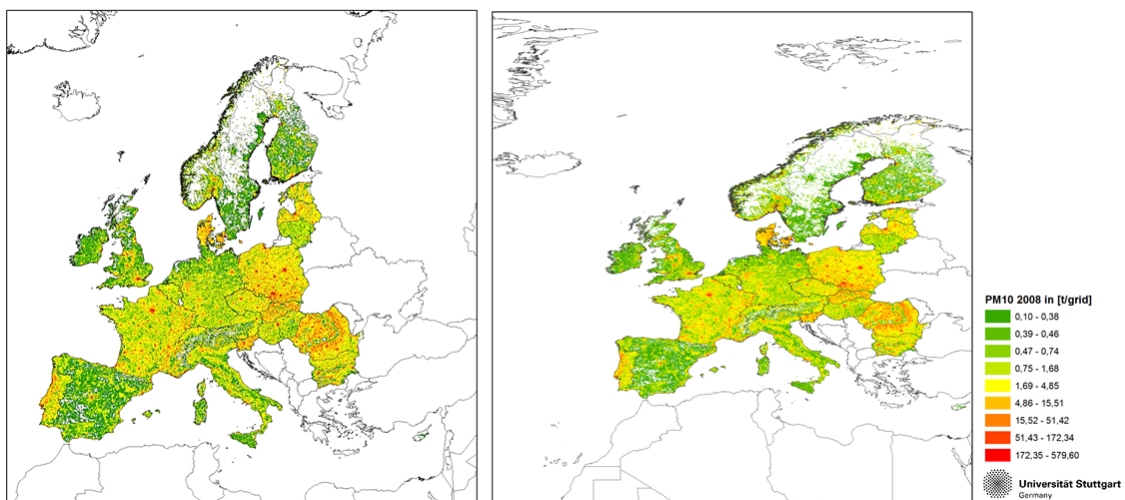 PM10 2008 in [t/grid]
0,10 - 0,38
0,39 - 0,46
0,47 - 0,74
0,75 - 1,68
1,69 - 4,85
4,86 - 15,51
15,52 - 51,42
51,43 - 172,34
172,35 - 579,60
Universität Stuttgart
Germany